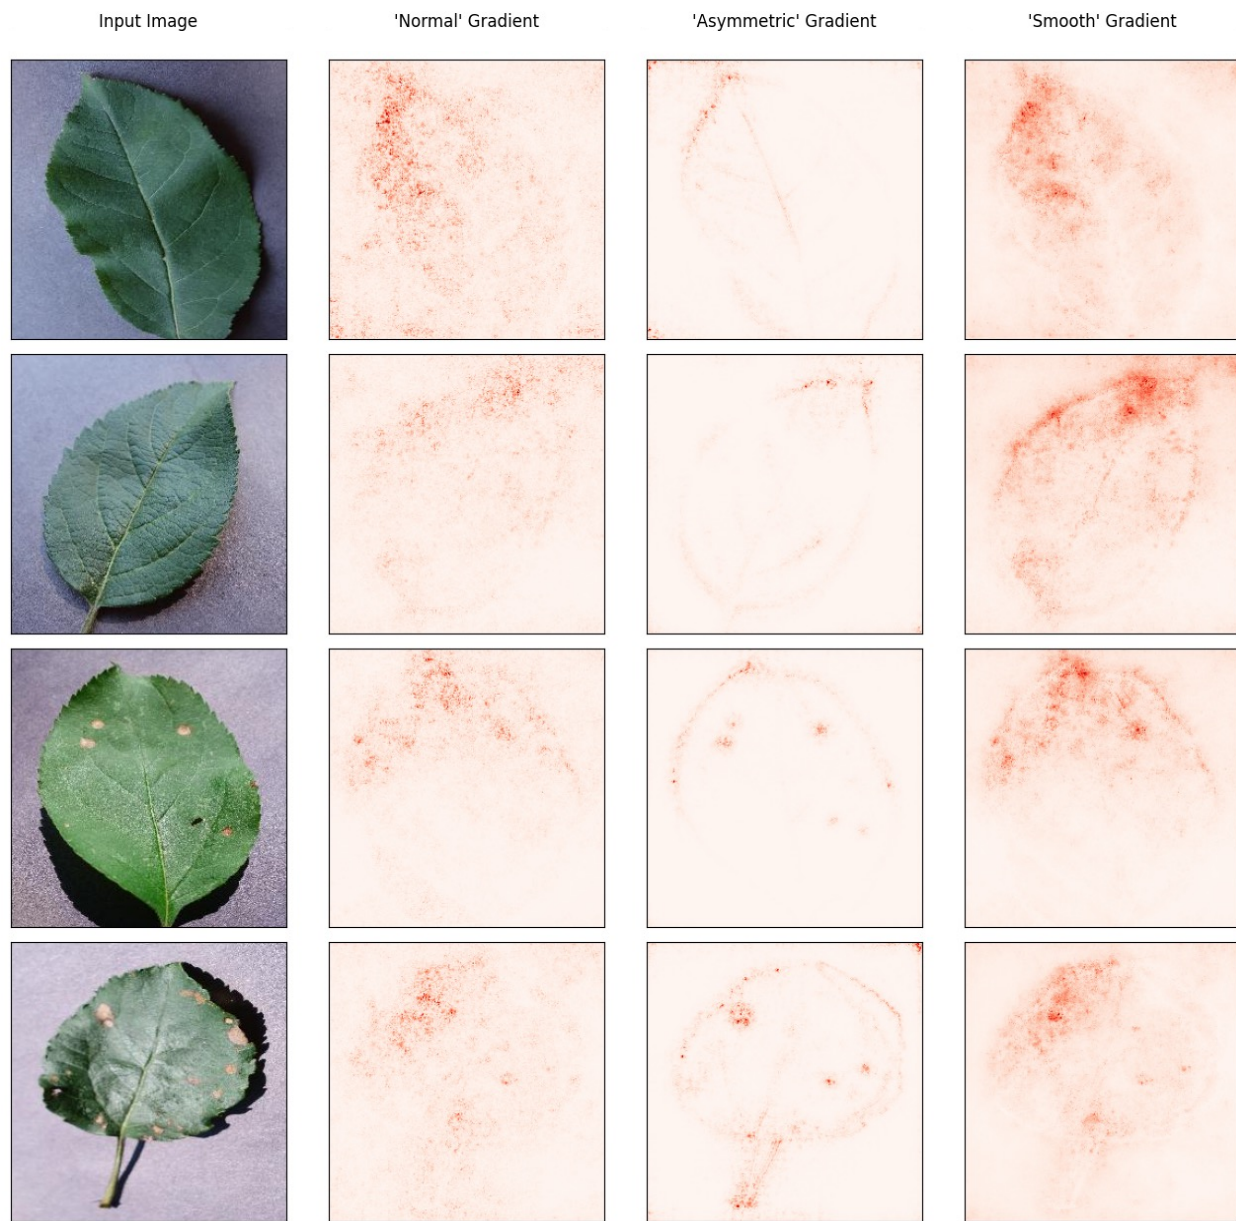 Input Image
'Normal' Gradient
'Asymmetric' Gradient
'Smooth' Gradient